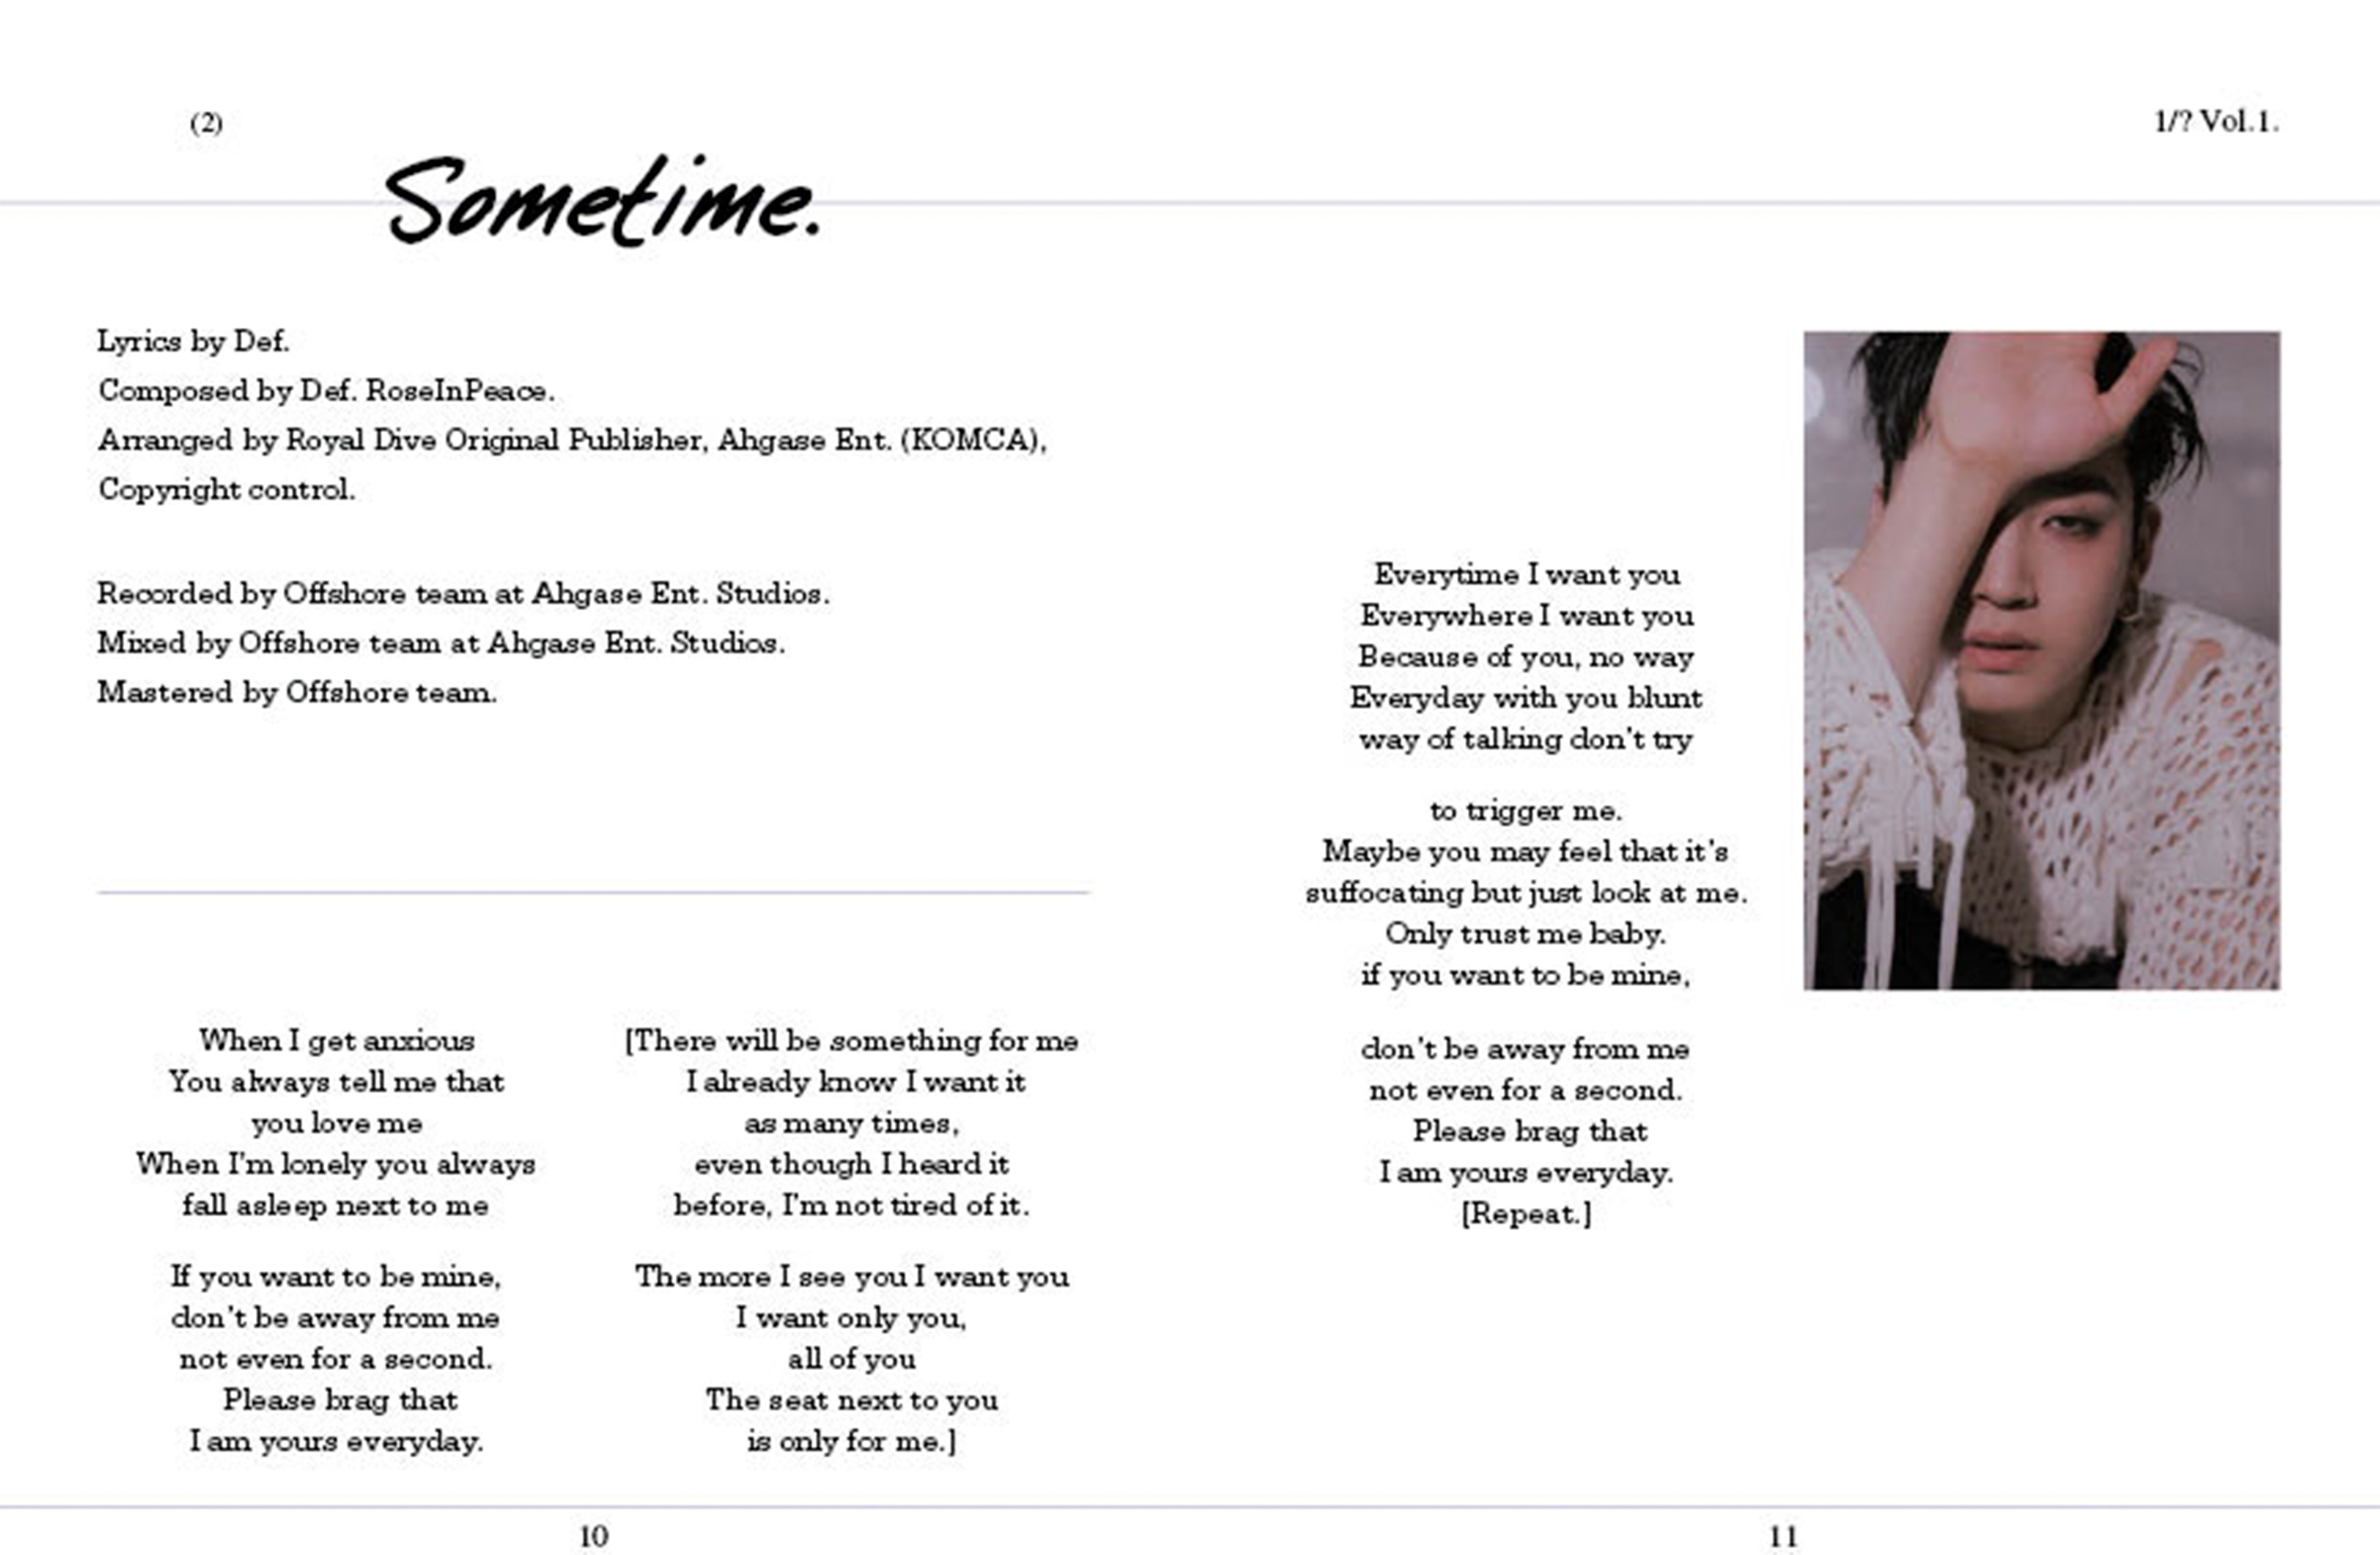 (2)
1/? Vol.1.
Sometime.
Lyrics by Def.
Composed by Def. RoseInPeace.
Arranged by Royal Dive Original Publisher, Ahgase Ent. (KOMCA),
Copyright control.
Recorded by Offshore team at Ahgase Ent. Studios.
Mixed by Offshore team at Ahgase Ent. Studios.
Mastered by Offshore team.
When I get anxious
You always tell me that
you love me
When I'm lonely you always
fall asleep next to me
If you want to be mine,
don't be away from me
not even for a second.
Please brag that
I am yours everyday.
[There will be something for me
I already know I want it
as many times,
even though I heard it
before, I'm not tired of it.
The more I see you I want you
I want only you,
all of you
The seat next to you
is only for me.]
Everytime I want you
Everywhere I want you
Because of you, no way
Everyday with you blunt
way of talking don't try
to trigger me.
Maybe you may feel that it's
suffocating but just look at me.
Only trust me baby.
if you want to be mine,
don't be away from me
not even for a second.
Please brag that
I am yours everyday.
[Repeat.]
10
11